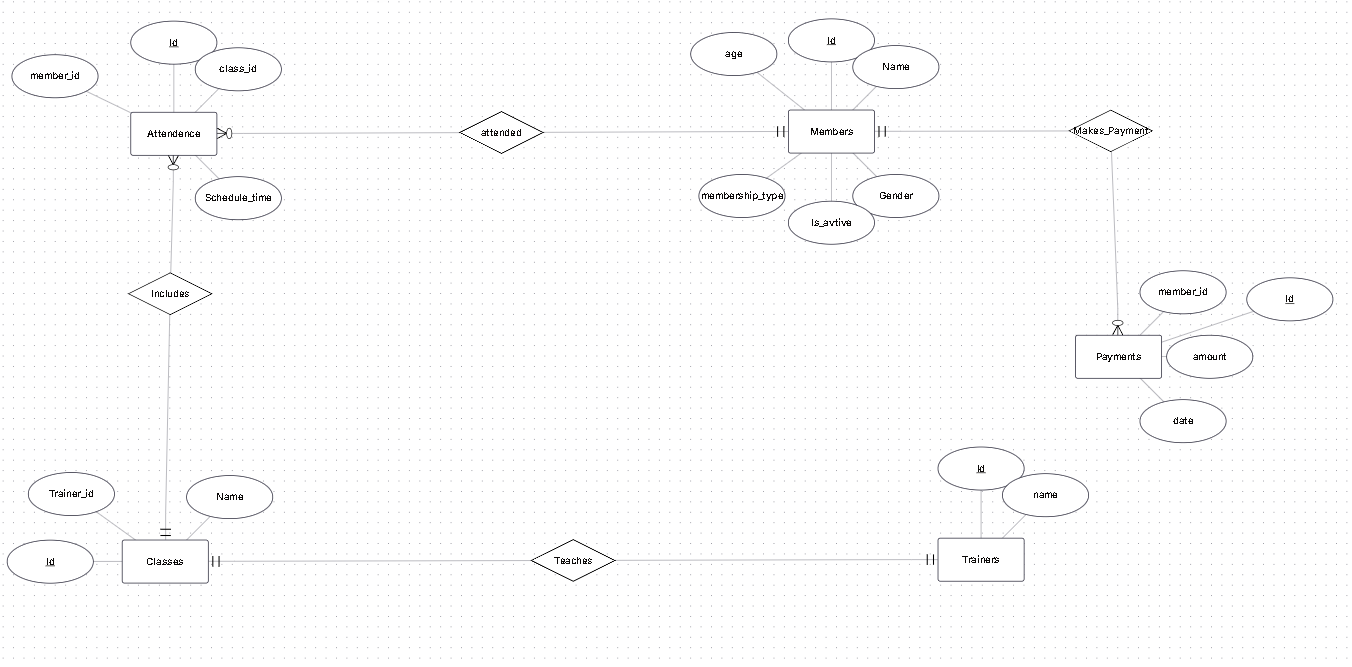 Id
member_id
class_id
Attendence
Schedule_time
attended
age
Id
Name
Members
membership_type
Is_avtive
Gender
Makes_Payment
Includes
member_id
Id
Payments
amount
date
Trainer_id
Name
Id
Classes
Teaches
Id
name
Trainers